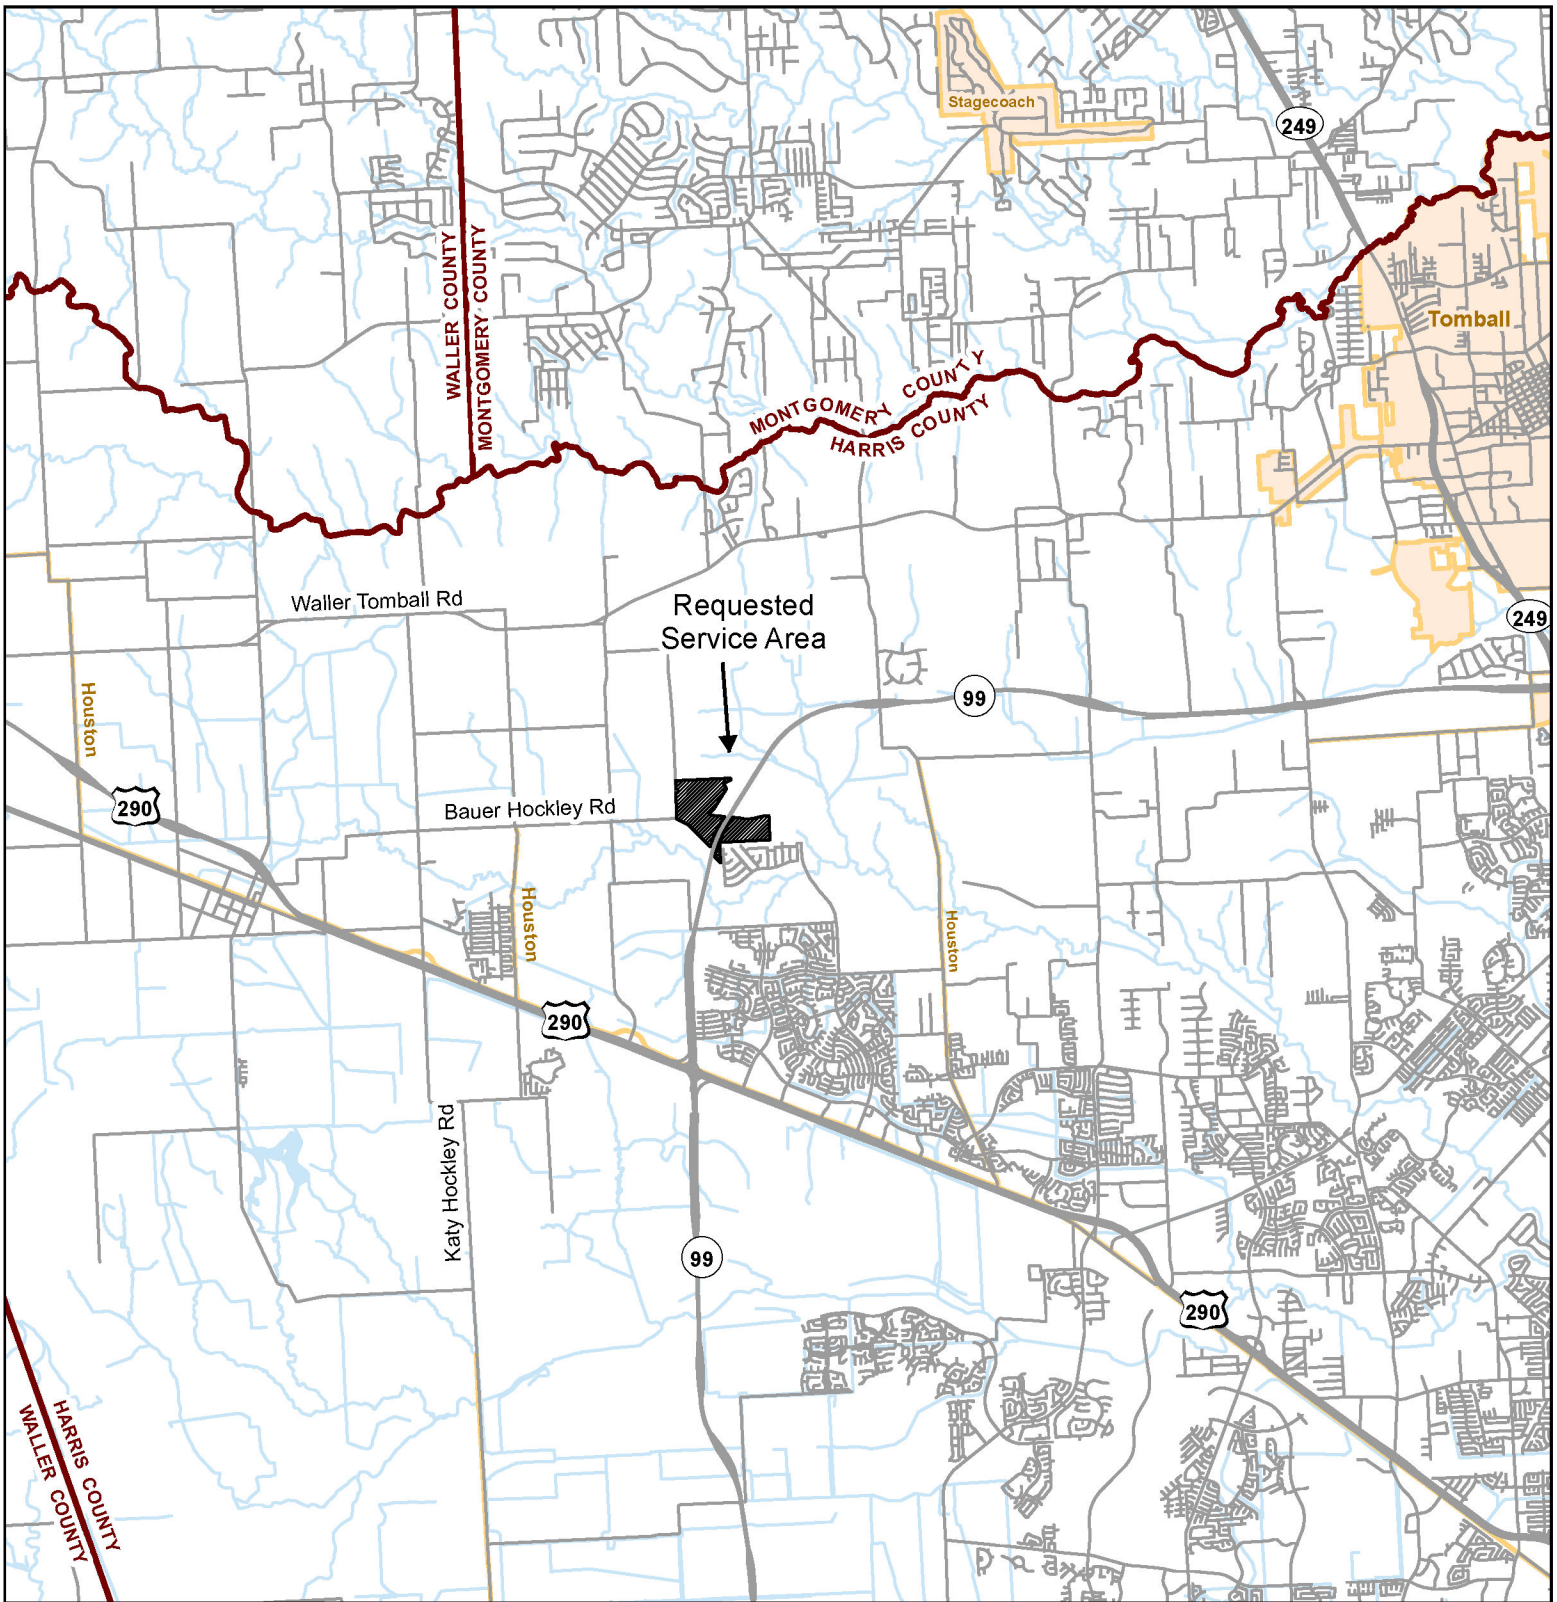 Stagecoach
249
WALLER COUNTY
MONTGOMERY COUNTY
Tomball
MONTGOMERY COUNTY
HARRIS COUNTY
Waller Tomball Rd
Requested
Service Area
249
Houston
99
290
Bauer Hockley Rd
Houston
Houston
290
Katy Hockley Rd
99
290
HARRIS COUNTY
WALLER COUNTY